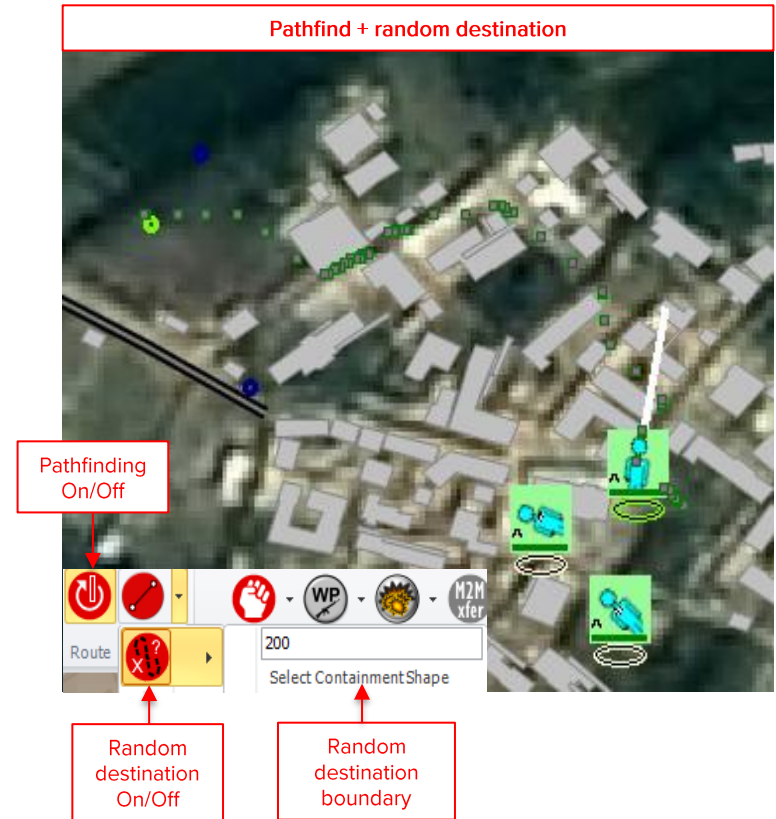 Pathfind + random destination
Pathfinding
On/Off
WP
M2M
xfer
Route
X ?
200
Select Containment Shape
Random
destination
On/Off
Random
destination
boundary